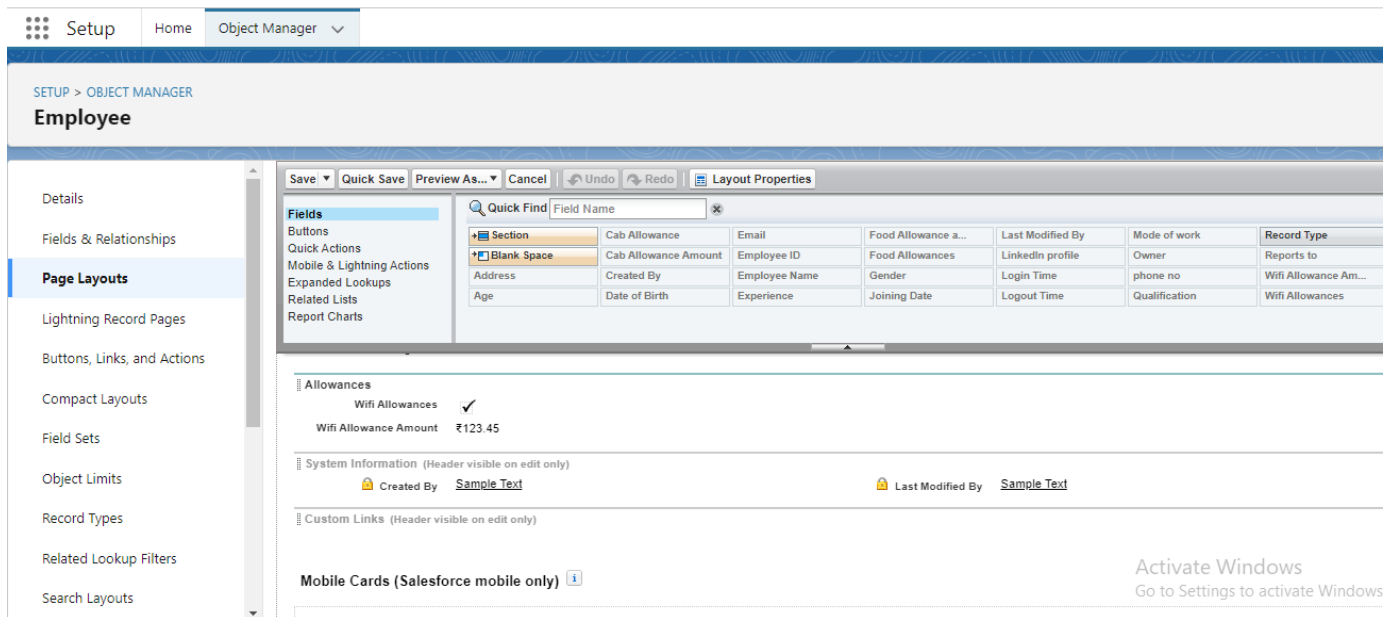 Setup Home Object Manager
SETUP > OBJECT MANAGER
Employee
Details
Fields & Relationships
Page Layouts
Lightning Record Pages
Buttons, Links, and Actions
Compact Layouts
Field Sets
Object Limits
Record Types
Related Lookup Filters
Search Layouts
Save Quick Save Preview As... Cancel Undo Redo Layout Properties
Fields
Buttons
Quick Actions
Mobile & Lightning Actions
Expanded Lookups
Related Lists
Report Charts
Quick Find Field Name
Section Cab Allowance Email Food Allowance a... Last Modified By Mode of work Record Type
Blank Space Cab Allowance Amount Employee ID Food Allowances LinkedIn profile Owner Reports to
Address Created By Employee Name Gender Login Time phone no Wifi Allowance Am...
Age Date of Birth Experience Joining Date Logout Time Qualification Wifi Allowances
Allowances
Wifi Allowances
Wifi Allowance Amount ₹123.45
System Information (Header visible on edit only)
Created By Sample Text Last Modified By Sample Text
Custom Links (Header visible on edit only)
Mobile Cards (Salesforce mobile only) i
Activate Windows
Go to Settings to activate Windows